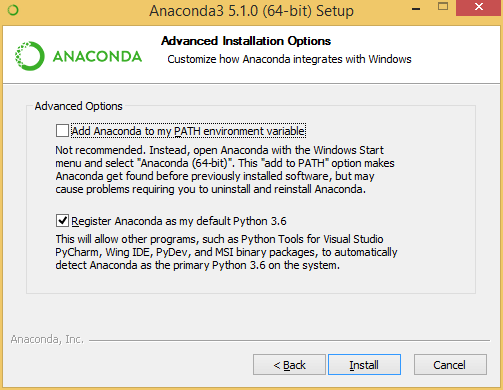 Anaconda3 5.1.0 (64-bit) Setup
ANACONDA
Advanced Installation Options
Customize how Anaconda integrates with Windows
Advanced Options
Add Anaconda to my PATH environment variable
Not recommended. Instead, open Anaconda with the Windows Start
menu and select "Anaconda (64-bit)". This "add to PATH" option makes
Anaconda get found before previously installed software, but may
cause problems requiring you to uninstall and reinstall Anaconda.
Register Anaconda as my default Python 3.6
This will allow other programs, such as Python Tools for Visual Studio
PyCharm, Wing IDE, PyDev, and MSI binary packages, to automatically
detect Anaconda as the primary Python 3.6 on the system.
Anaconda, Inc.
< Back
Install
Cancel